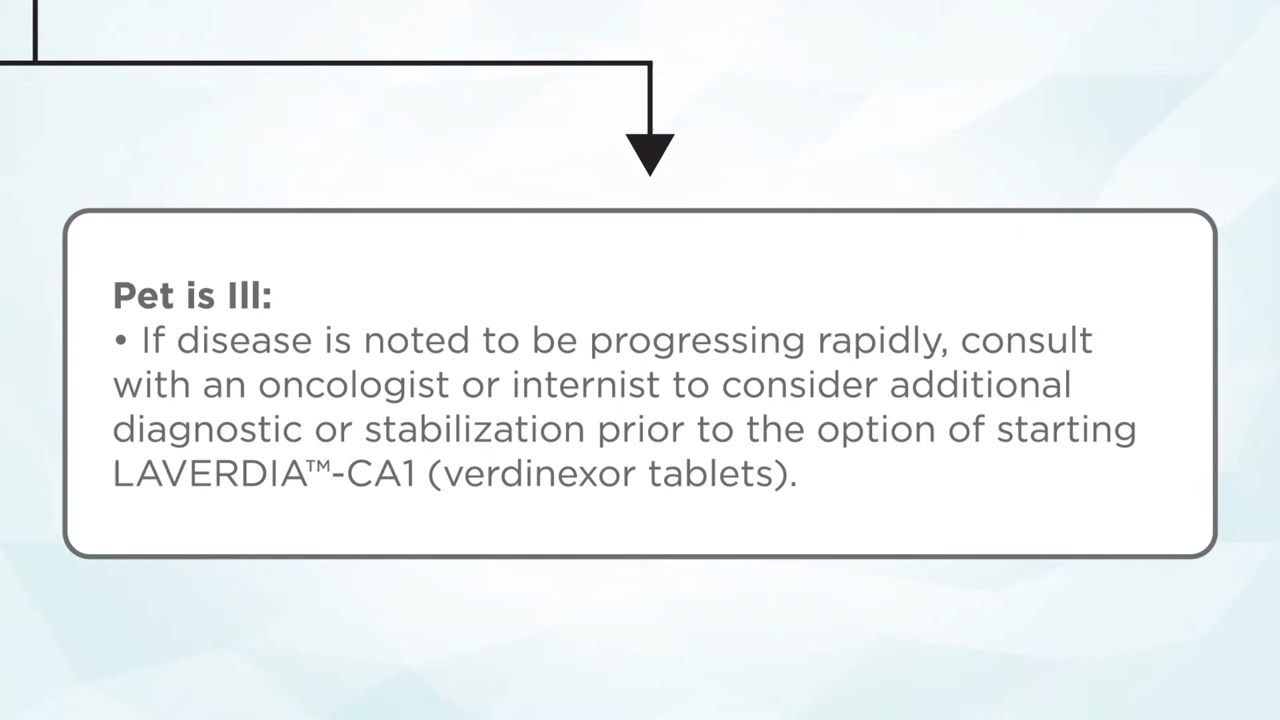 Pet is Ill:
• If disease is noted to be progressing rapidly, consult
with an oncologist or internist to consider additional
diagnostic or stabilization prior to the option of starting
LAVERDIA™-CA1 (verdinexor tablets).